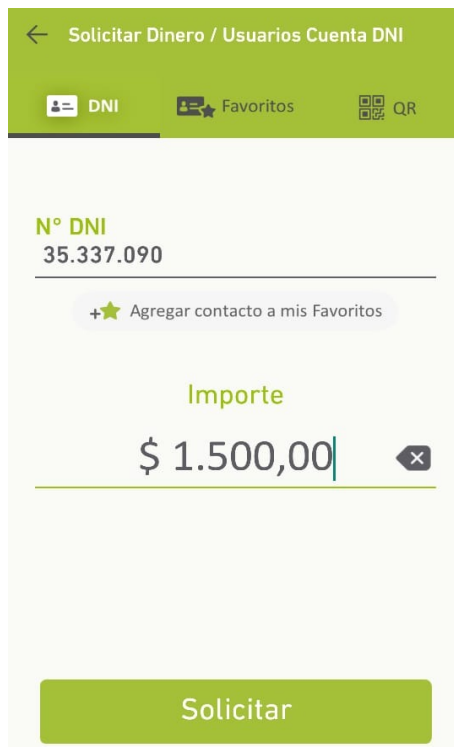 Solicitar Dinero / Usuarios Cuenta DNI
DNI Favoritos QR
N° DNI
35.337.090
+ Agregar contacto a mis Favoritos
Importe
$ 1.500,00
Solicitar